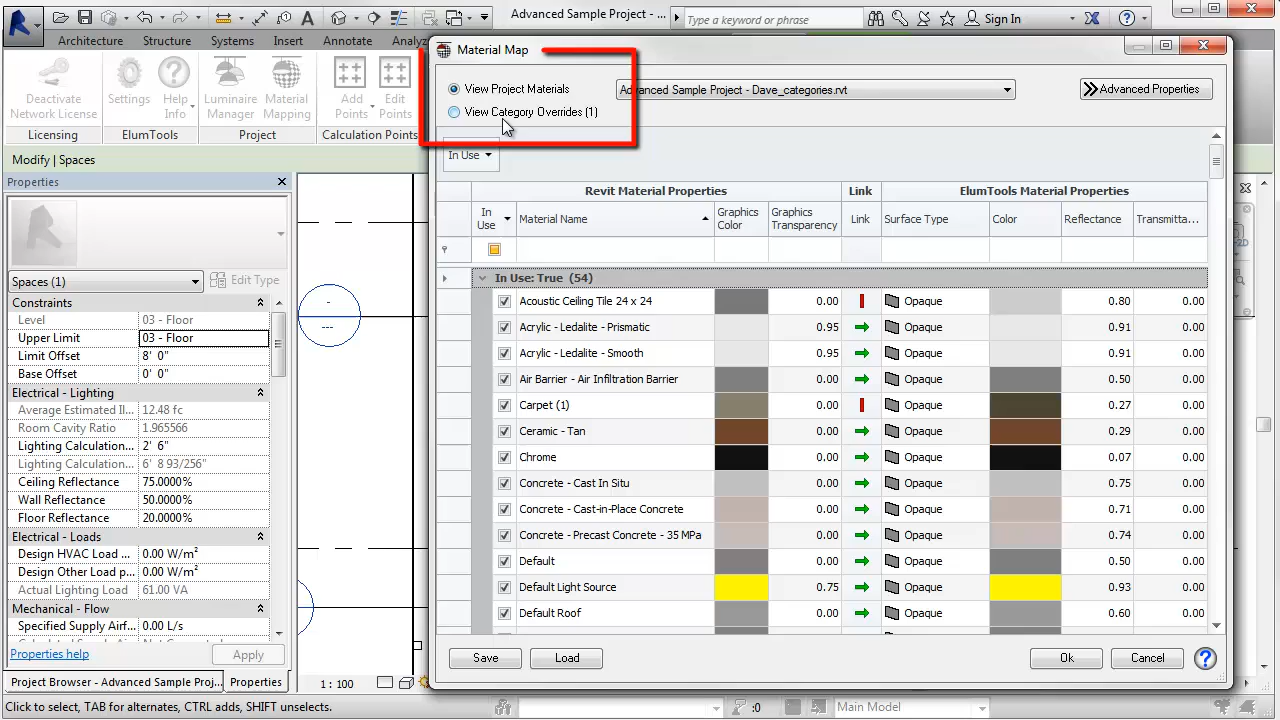 Advanced Sample Project - ...
Type a keyword or phrase
Sign In
Architecture
Structure
Systems
Insert
Annotate
Analy
Deactivate
Network License
Settings
Help
Info
Luminaire
Manager
Material
Mapping
Add
Points
Edit
Points
Licensing
ElumTools
Project
Calculation Points
Modify | Spaces
Properties
Spaces (1)
Edit Type
Constraints
Level
03 - Floor
Upper Limit
03 - Floor
Limit Offset
8' 0"
Base Offset
0' 0"
Electrical - Lighting
Average Estimated Il...
12.48 fc
Room Cavity Ratio
1.965566
Lighting Calculation...
2' 6"
Lighting Calculation...
6' 8 93/256"
Ceiling Reflectance
75.0000%
Wall Reflectance
50.0000%
Floor Reflectance
20.0000%
Electrical - Loads
Design HVAC Load ...
0.00 W/m²
Design Other Load p...
0.00 W/m²
Actual Lighting Load
61.00 VA
Mechanical - Flow
Specified Supply Airf...
0.00 L/s
Properties help
Apply
Project Browser - Advanced Sample Proj...
Properties
1 : 100
Click to select, TAB for alternates, CTRL adds, SHIFT unselects.
:0
Main Model
Material Map
View Project Materials
View Category Overrides (1)
Advanced Sample Project - Dave_categories.rvt
Advanced Properties
In Use
Revit Material Properties
Link
ElumTools Material Properties
In
Use
Material Name
Graphics
Color
Graphics
Transparency
Link
Surface Type
Color
Reflectance
Transmitta...
In Use: True (54)
Acoustic Ceiling Tile 24 x 24 0.00 Opaque 0.80 0.00
Acrylic - Ledalite - Prismatic 0.95 Opaque 0.91 0.00
Acrylic - Ledalite - Smooth 0.95 Opaque 0.91 0.00
Air Barrier - Air Infiltration Barrier 0.00 Opaque 0.50 0.00
Carpet (1) 0.00 Opaque 0.27 0.00
Ceramic - Tan 0.00 Opaque 0.29 0.00
Chrome 0.00 Opaque 0.07 0.00
Concrete - Cast In Situ 0.00 Opaque 0.75 0.00
Concrete - Cast-in-Place Concrete 0.00 Opaque 0.71 0.00
Concrete - Precast Concrete - 35 MPa 0.00 Opaque 0.74 0.00
Default 0.00 Opaque 0.50 0.00
Default Light Source 0.75 Opaque 0.93 0.00
Default Roof 0.00 Opaque 0.60 0.00
Save
Load
Ok
Cancel